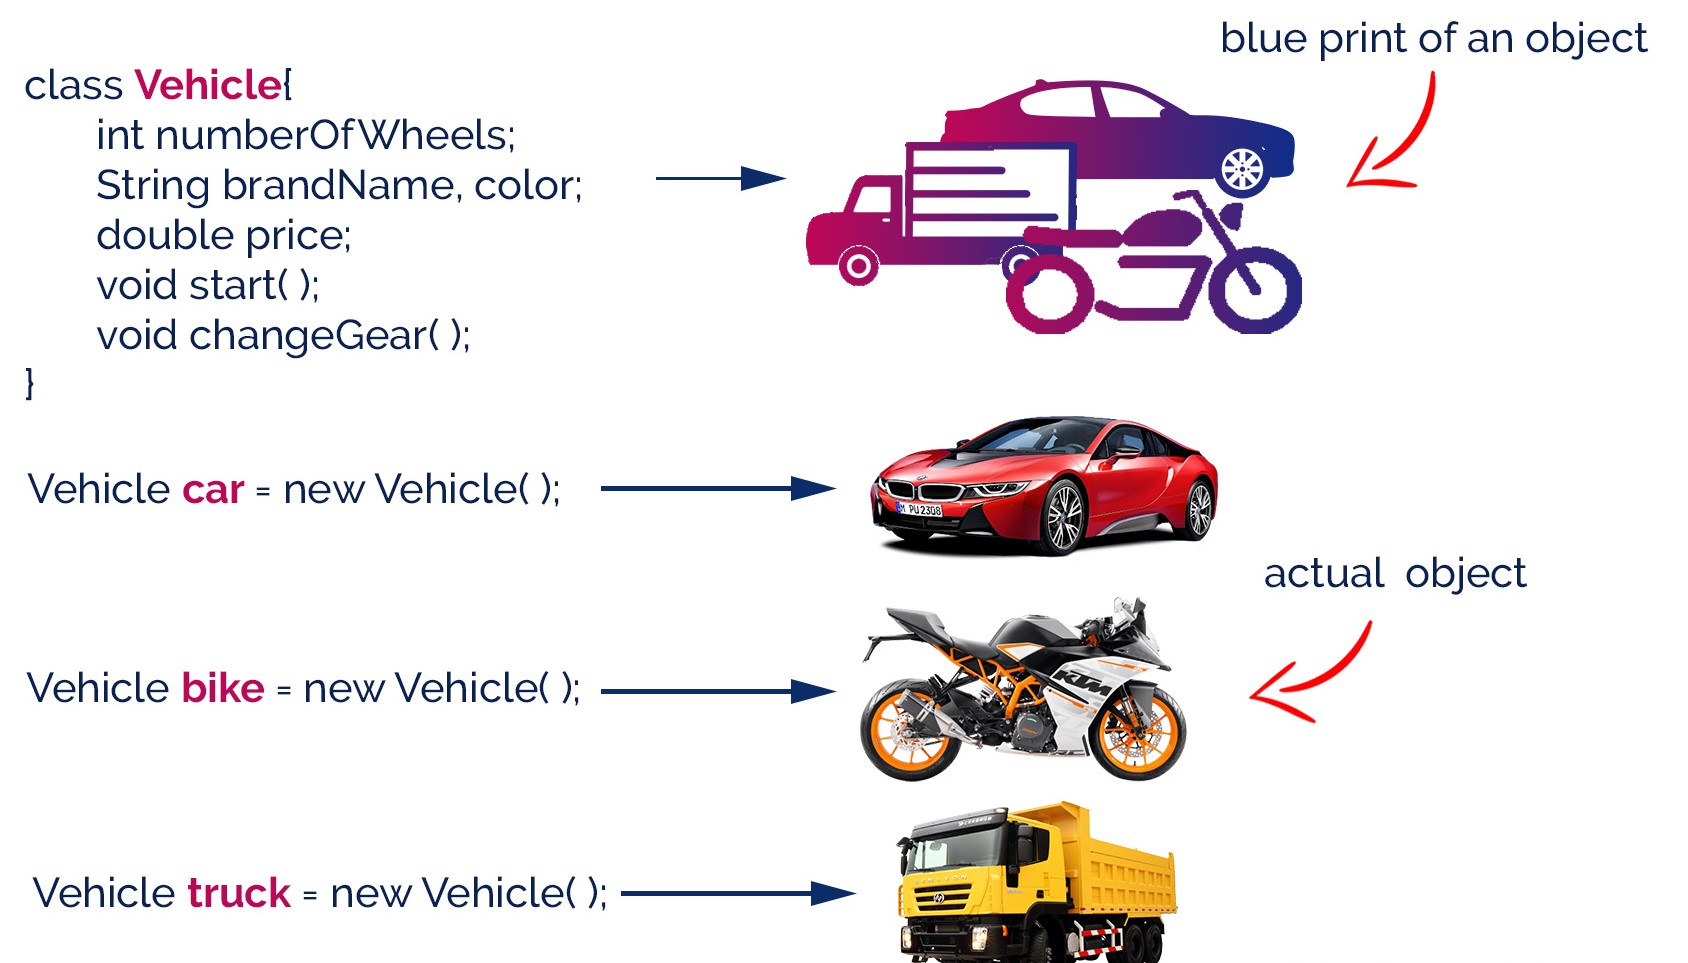 blue print of an object
class Vehicle{
int numberOfWheels;
String brandName, color;
double price;
void start( );
void changeGear( );
}
Vehicle car = new Vehicle( );
M PU 2308
actual object
Vehicle bike = new Vehicle( );
KTM
Vehicle truck = new Vehicle( );